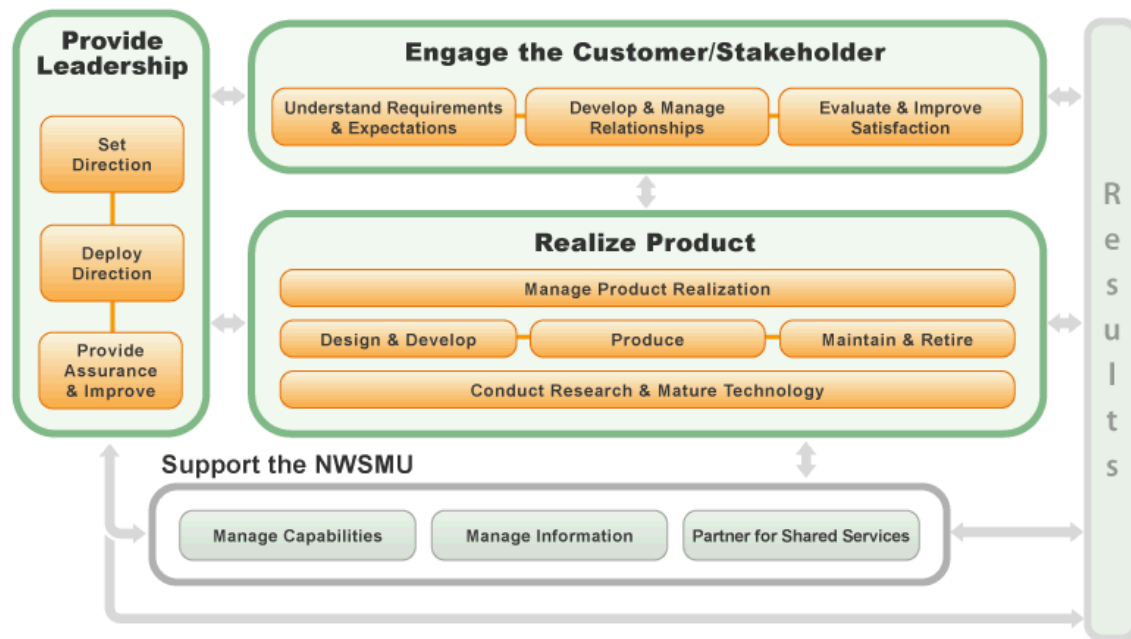 Provide
Leadership
Set
Direction
Deploy
Direction
Provide
Assurance
& Improve
Engage the Customer/Stakeholder
Understand Requirements
& Expectations
Develop & Manage
Relationships
Evaluate & Improve
Satisfaction
Realize Product
Manage Product Realization
Design & Develop
Produce
Maintain & Retire
Conduct Research & Mature Technology
Support the NWSMU
Manage Capabilities
Manage Information
Partner for Shared Services
Results